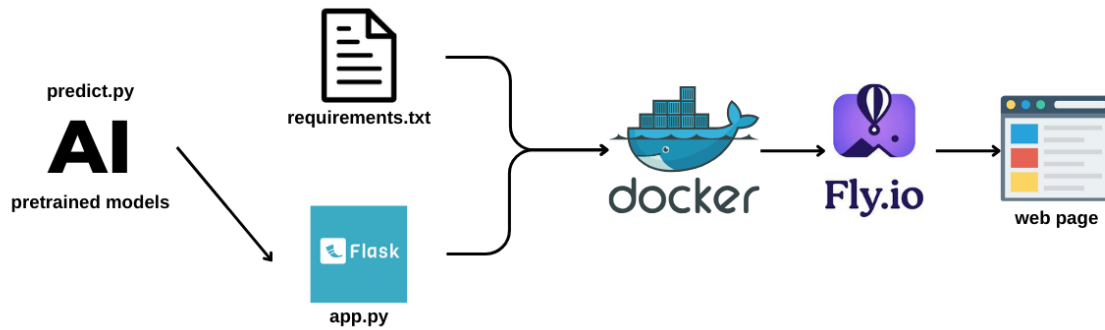 predict.py
AI
pretrained models
requirements.txt
Flask
app.py
docker
Fly.io
web page